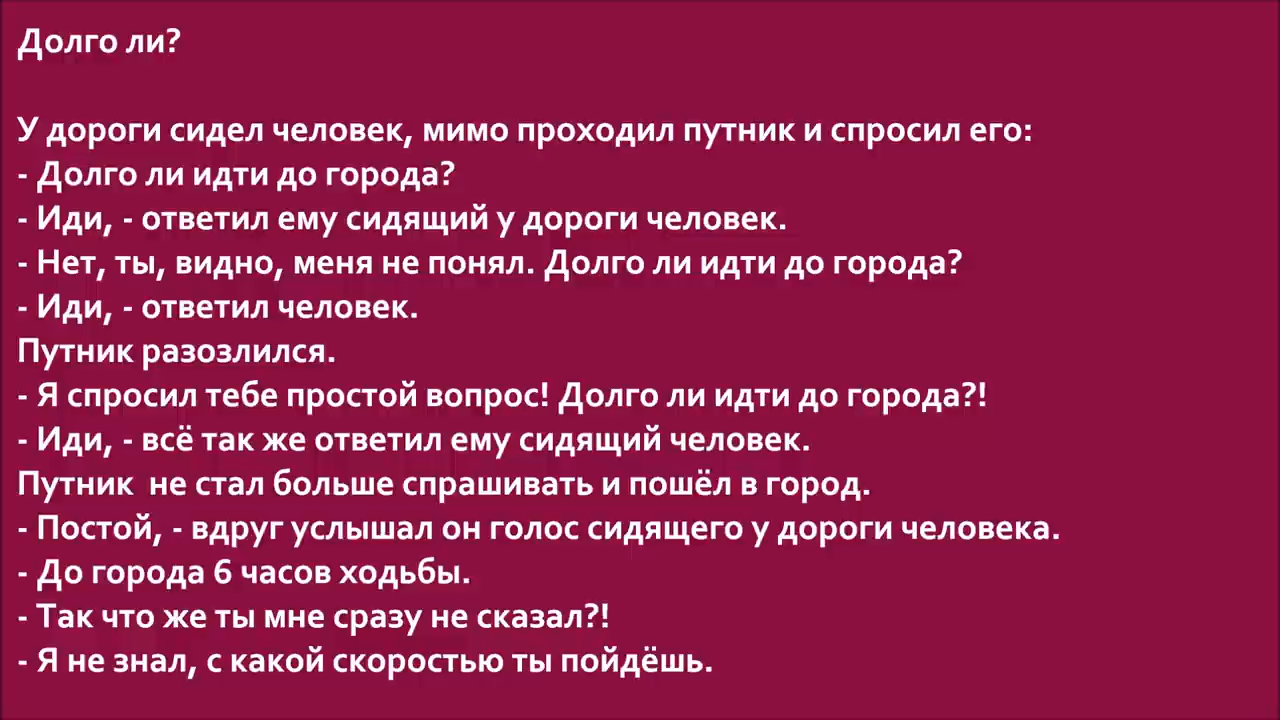 Долго ли?
У дороги сидел человек, мимо проходил путник и спросил его:
- Долго ли идти до города?
- Иди, - ответил ему сидящий у дороги человек.
- Нет, ты, видно, меня не понял. Долго ли идти до города?
- Иди, - ответил человек.
Путник разозлился.
- Я спросил тебе простой вопрос! Долго ли идти до города?!
- Иди, - всё так же ответил ему сидящий человек.
Путник  не стал больше спрашивать и пошёл в город.
- Постой, - вдруг услышал он голос сидящего у дороги человека.
- До города 6 часов ходьбы.
- Так что же ты мне сразу не сказал?!
- Я не знал, с какой скоростью ты пойдёшь.